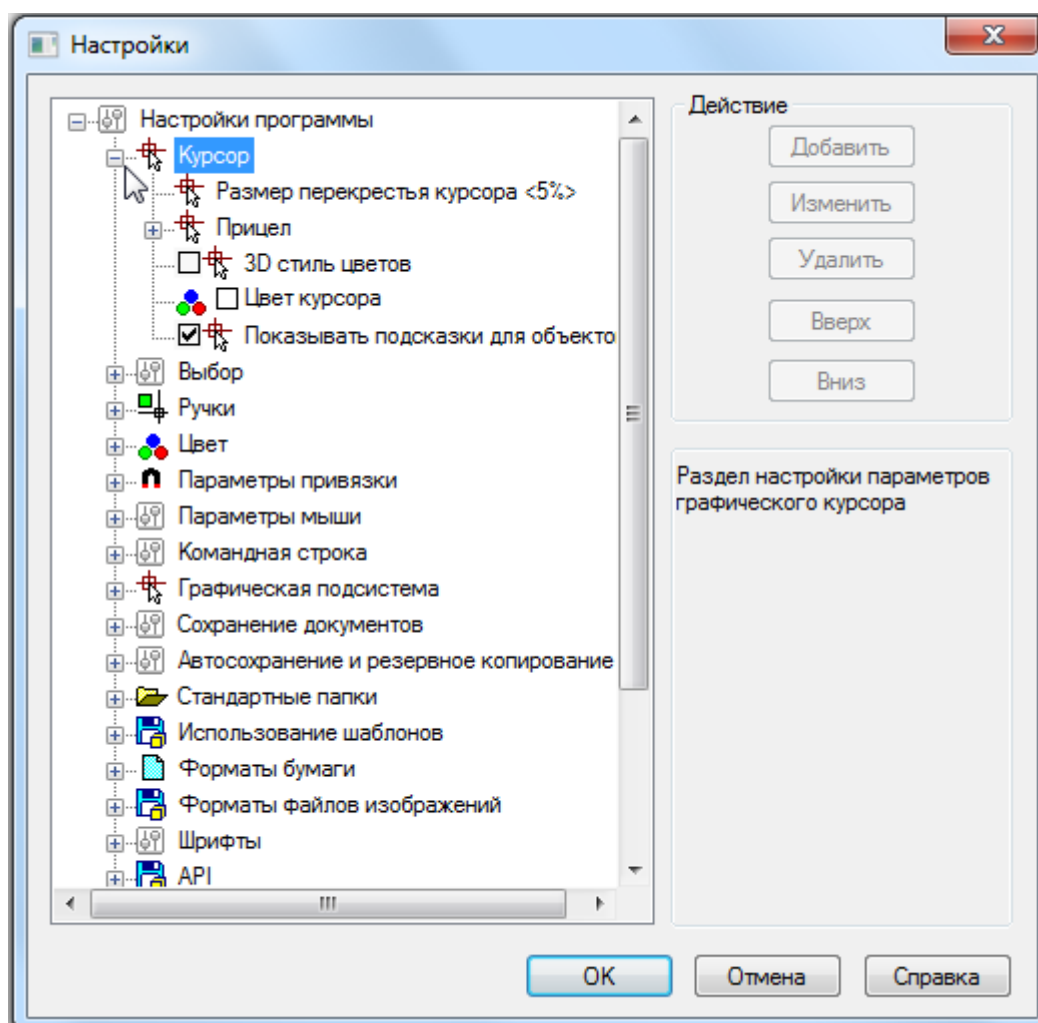 Настройки
Настройки программы
Курсор
Размер перекрестья курсора <5%>
Прицел
3D стиль цветов
Цвет курсора
Показывать подсказки для объекто
Выбор
Ручки
Цвет
Параметры привязки
Параметры мыши
Командная строка
Графическая подсистема
Сохранение документов
Автосохранение и резервное копирование
Стандартные папки
Использование шаблонов
Форматы бумаги
Форматы файлов изображений
Шрифты
API
Действие
Добавить
Изменить
Удалить
Вверх
Вниз
Раздел настройки параметров
графического курсора
OK
Отмена
Справка